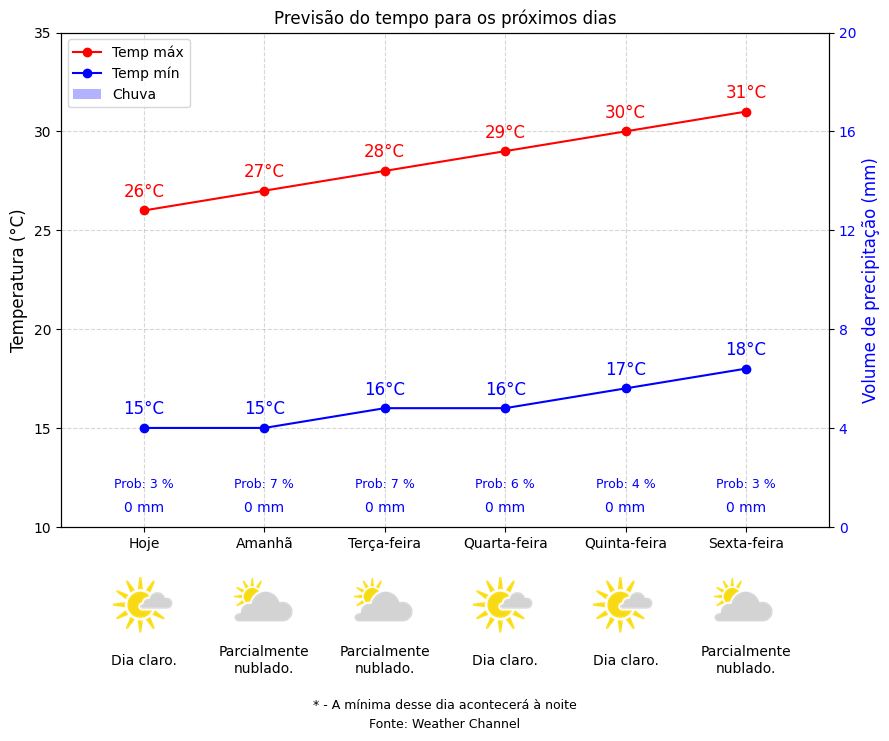 Previsão do tempo para os próximos dias
Temp máx
Temp mín
Chuva
Temperatura (°C)
35
30
25
20
15
10
Volume de precipitação (mm)
20
16
12
8
4
0
26°C 27°C 28°C 29°C 30°C 31°C
15°C 15°C 16°C 16°C 17°C 18°C
Prob: 3 % Prob: 7 % Prob: 7 % Prob: 6 % Prob: 4 % Prob: 3 %
0 mm 0 mm 0 mm 0 mm 0 mm 0 mm
Hoje Amanhã Terça-feira Quarta-feira Quinta-feira Sexta-feira
Dia claro.
Parcialmente
nublado.
Parcialmente
nublado.
Dia claro.
Dia claro.
Parcialmente
nublado.
* - A mínima desse dia acontecerá à noite
Fonte: Weather Channel